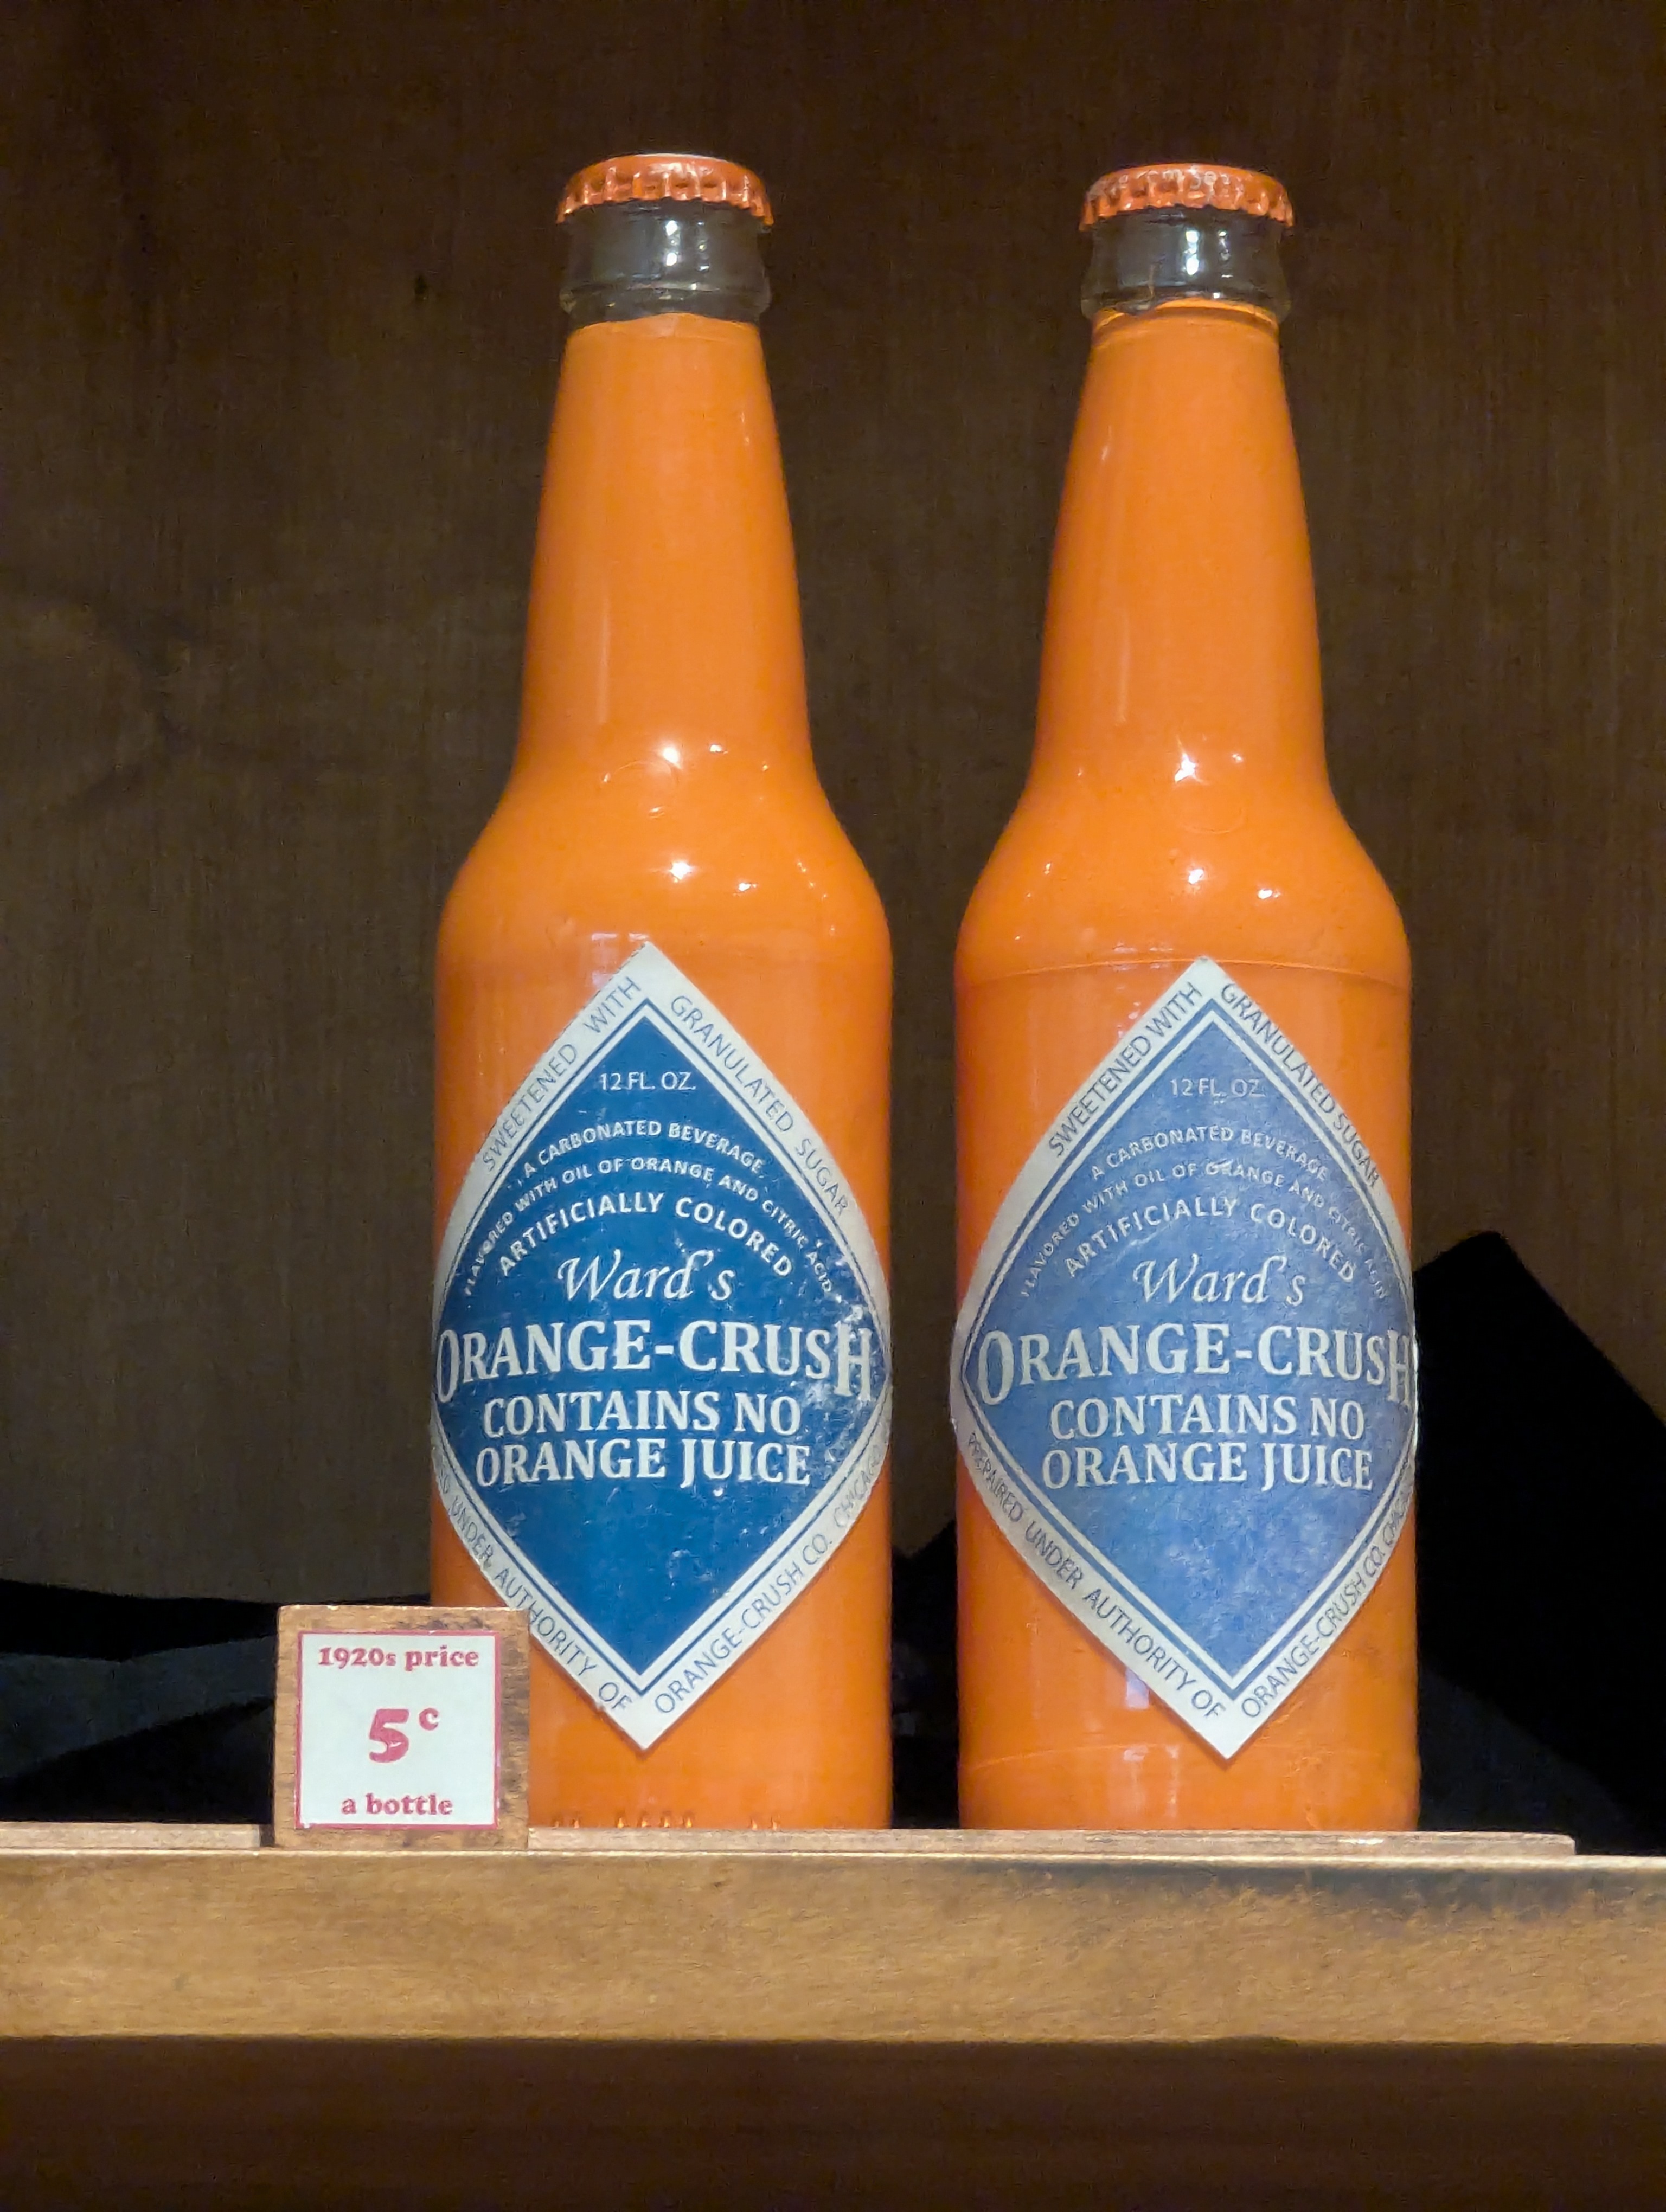 SWEETENED WITH GRANULATED SUGAR
12 FL. OZ.
A CARBONATED BEVERAGE
FLAVORED WITH OIL OF ORANGE AND CITRIC ACID
ARTIFICIALLY COLORED
Ward's
ORANGE-CRUSH
CONTAINS NO
ORANGE JUICE
UNDER AUTHORITY OF
ORANGE-CRUSH CO. CHICAGO
SWEETENED WITH GRANULATED SUGAR
12 FL. OZ.
A CARBONATED BEVERAGE
FLAVORED WITH OIL OF ORANGE AND CITRIC ACID
ARTIFICIALLY COLORED
Ward's
ORANGE-CRUSH
CONTAINS NO
ORANGE JUICE
PREPAIRED UNDER AUTHORITY OF
ORANGE-CRUSH CO.
1920s price
5c
a bottle